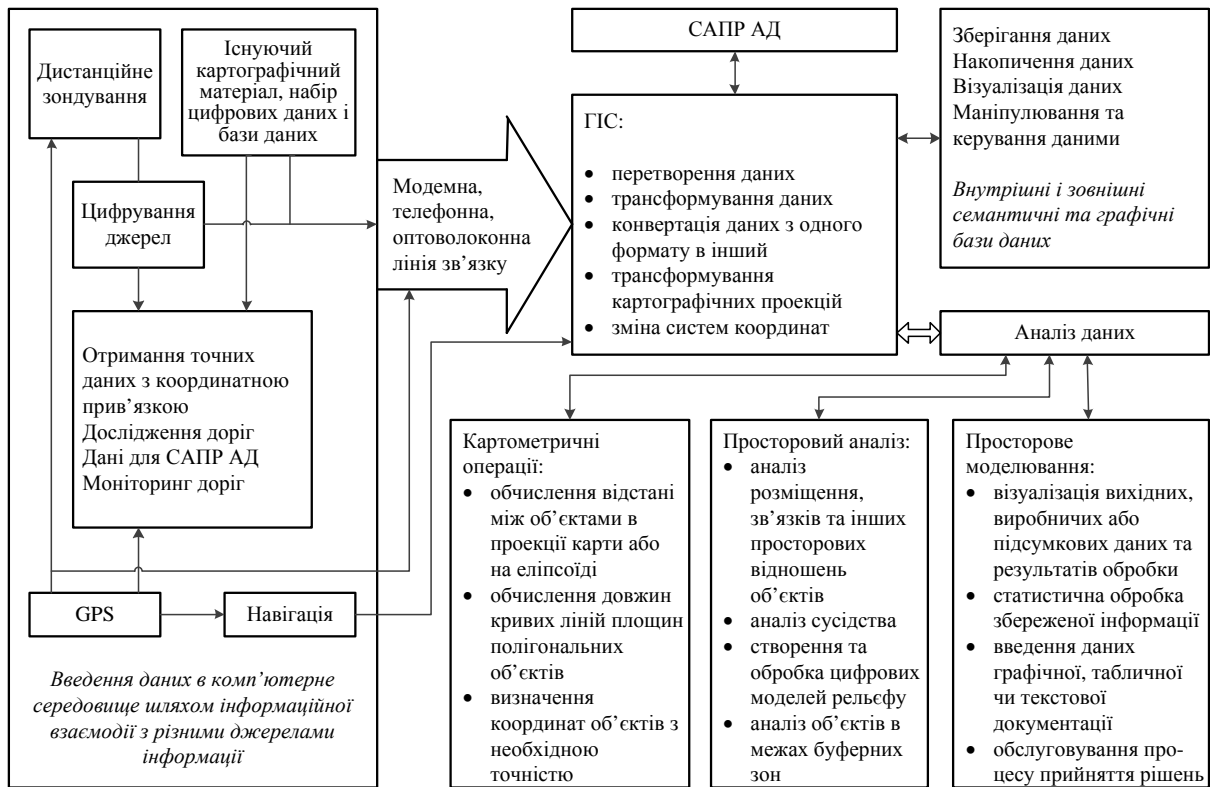 Дистанційне
зондування
Існуючий
картографічний
матеріал, набір
цифрових даних і
бази даних
Цифрування
джерел
Отримання точних
даних з координатною
прив’язкою
Дослідження доріг
Дані для САПР АД
Моніторинг доріг
GPS
Навігація
Введення даних в комп’ютерне
середовище шляхом інформаційної
взаємодії з різними джерелами
інформації
Модемна,
телефонна,
оптоволоконна
лінія зв'язку
САПР АД
ГІС:
• перетворення даних
• трансформування даних
• конвертація даних з одного
формату в інший
• трансформування
картографічних проекцій
• зміна систем координат
Зберігання даних
Накопичення даних
Візуалізація даних
Маніпулювання та
керування даними
Внутрішні і зовнішні
семантичні та графічні
бази даних
Аналіз даних
Картометричні
операції:
• обчислення відстані
між об’єктами в
проекції карти або
на еліпсоїді
• обчислення довжин
кривих ліній площин
полігональних
об’єктів
• визначення
координат об’єктів з
необхідною
точністю
Просторовий аналіз:
• аналіз
розміщення,
зв’язків та інших
просторових
відношень
об’єктів
• аналіз сусідства
• створення та
обробка цифрових
моделей рельєфу
• аналіз об’єктів в
межах буферних
зон
Просторове
моделювання:
• візуалізація вихідних,
виробничих або
підсумкових даних та
результатів обробки
• статистична обробка
збереженої інформації
• введення даних
графічної, табличної
чи текстової
документації
• обслуговування про-
цесу прийняття рішень